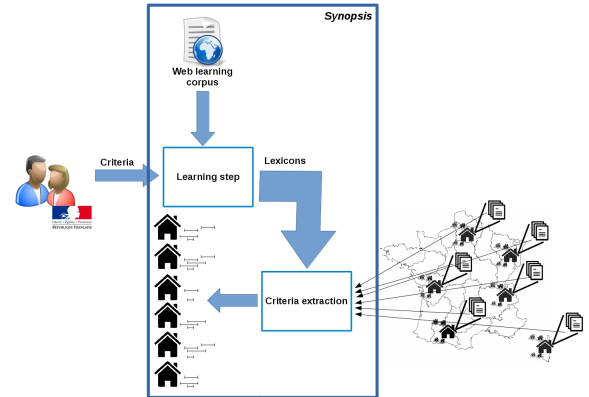 Synopsis
Web learning
corpus
Criteria
Learning step
Lexicons
RÉPUBLIQUE FRANÇAISE
Criteria extraction